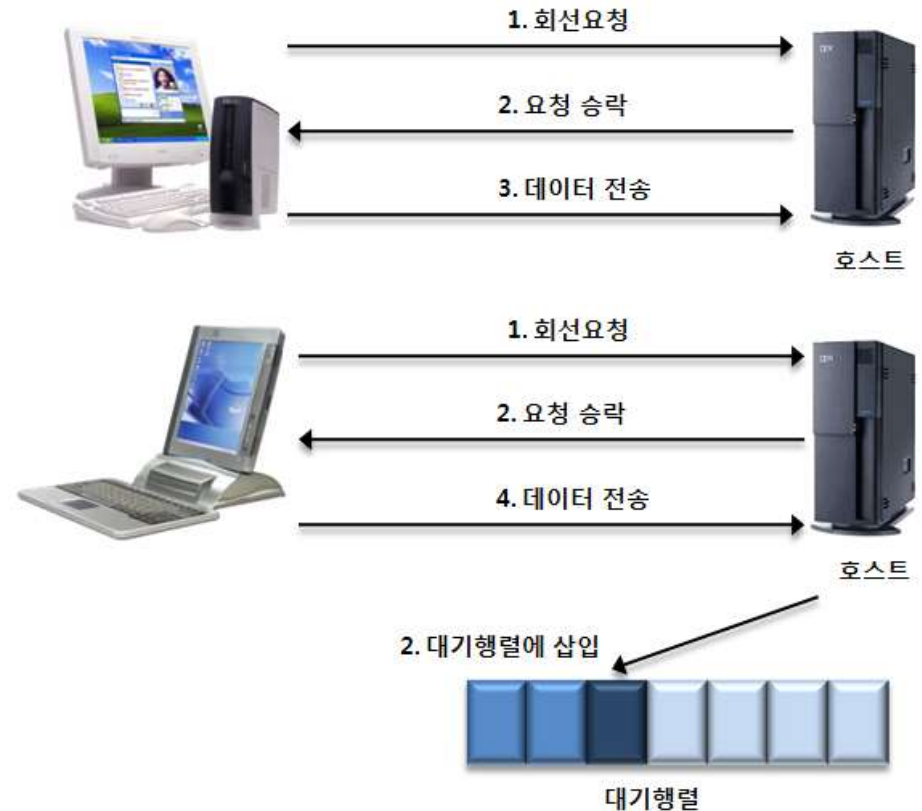 1. 회선요청
2. 요청 승락
3. 데이터 전송
호스트
1. 회선요청
2. 요청 승락
4. 데이터 전송
호스트
2. 대기행렬에 삽입
대기행렬